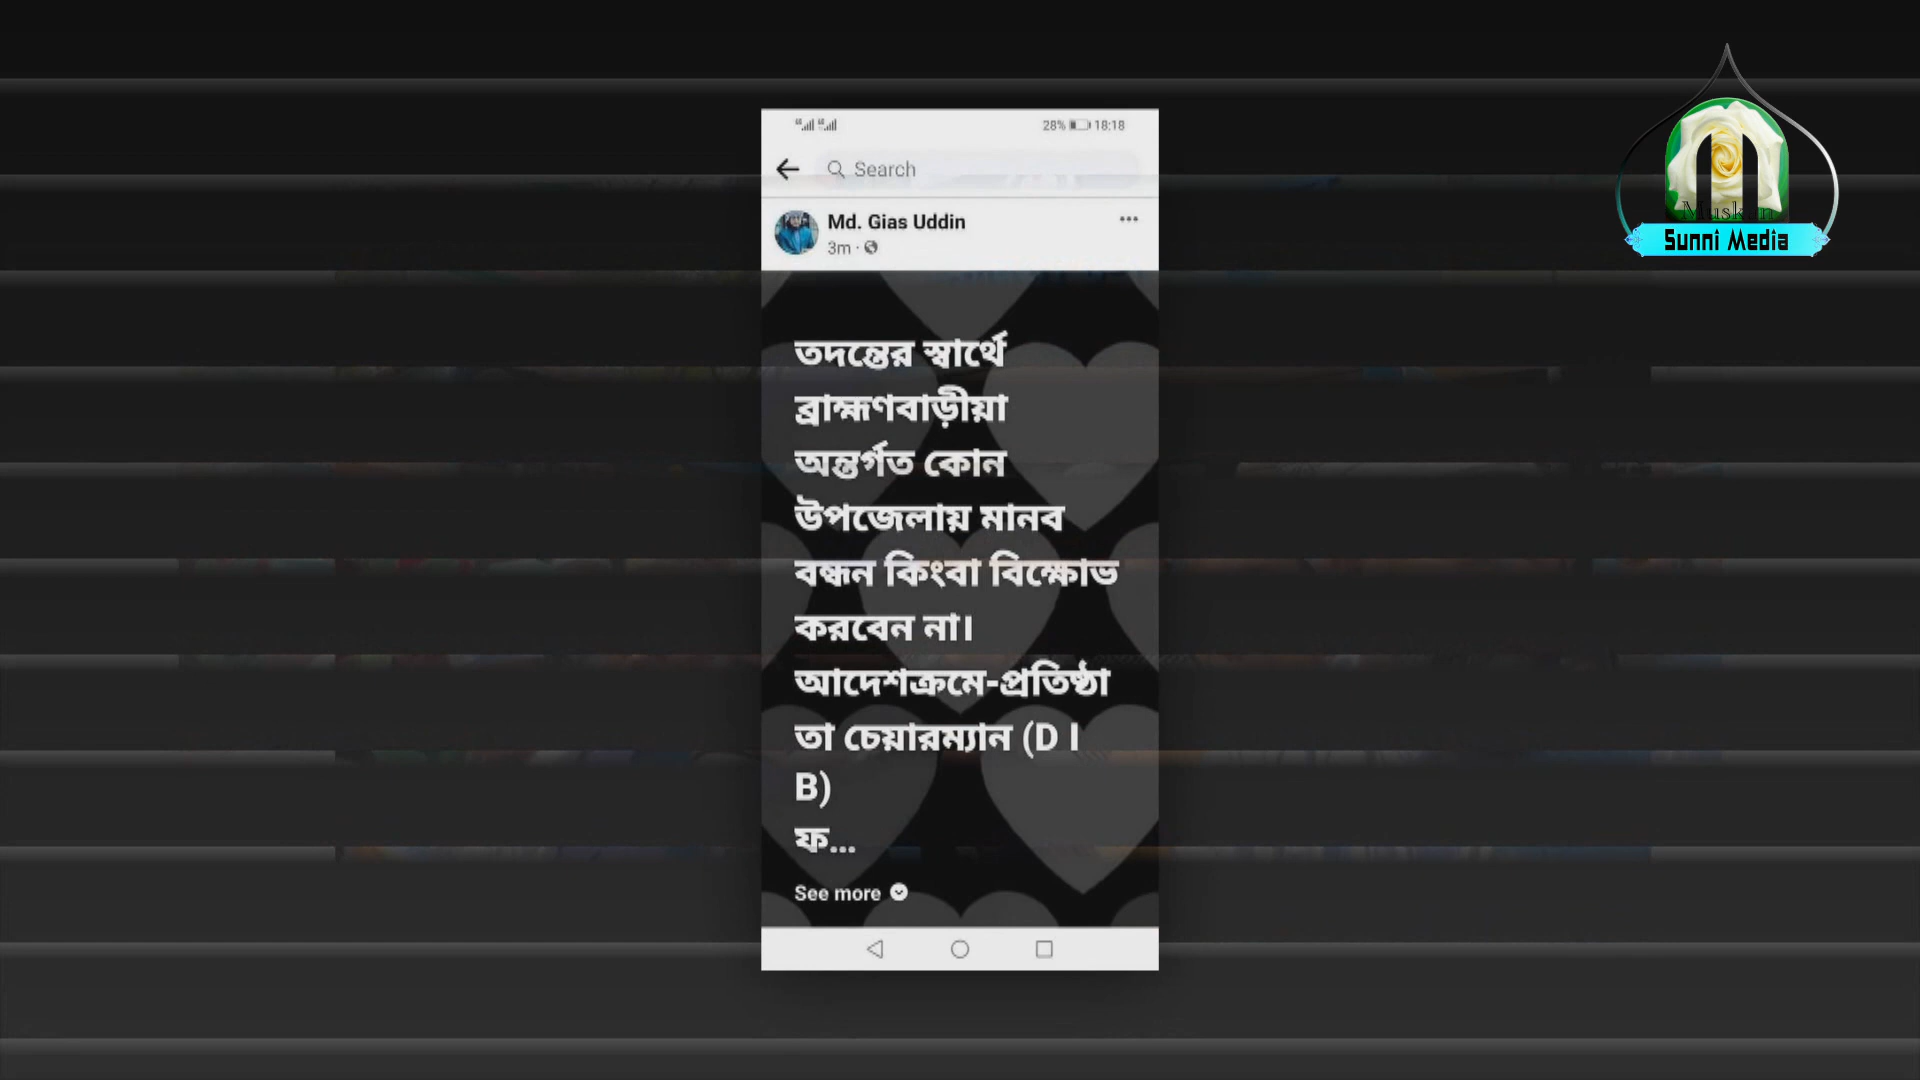 28% 18:18
Search
Md. Gias Uddin
3m
তদন্তের স্বার্থে
ব্রাহ্মণবাড়ীয়া
অন্তর্গত কোন
উপজেলায় মানব
বন্ধন কিংবা বিক্ষোভ
করবেন না।
আদেশক্রমে-প্রতিষ্ঠা
তা চেয়ারম্যান (D I
B)
ফ...
See more
Muskan
Sunni Media